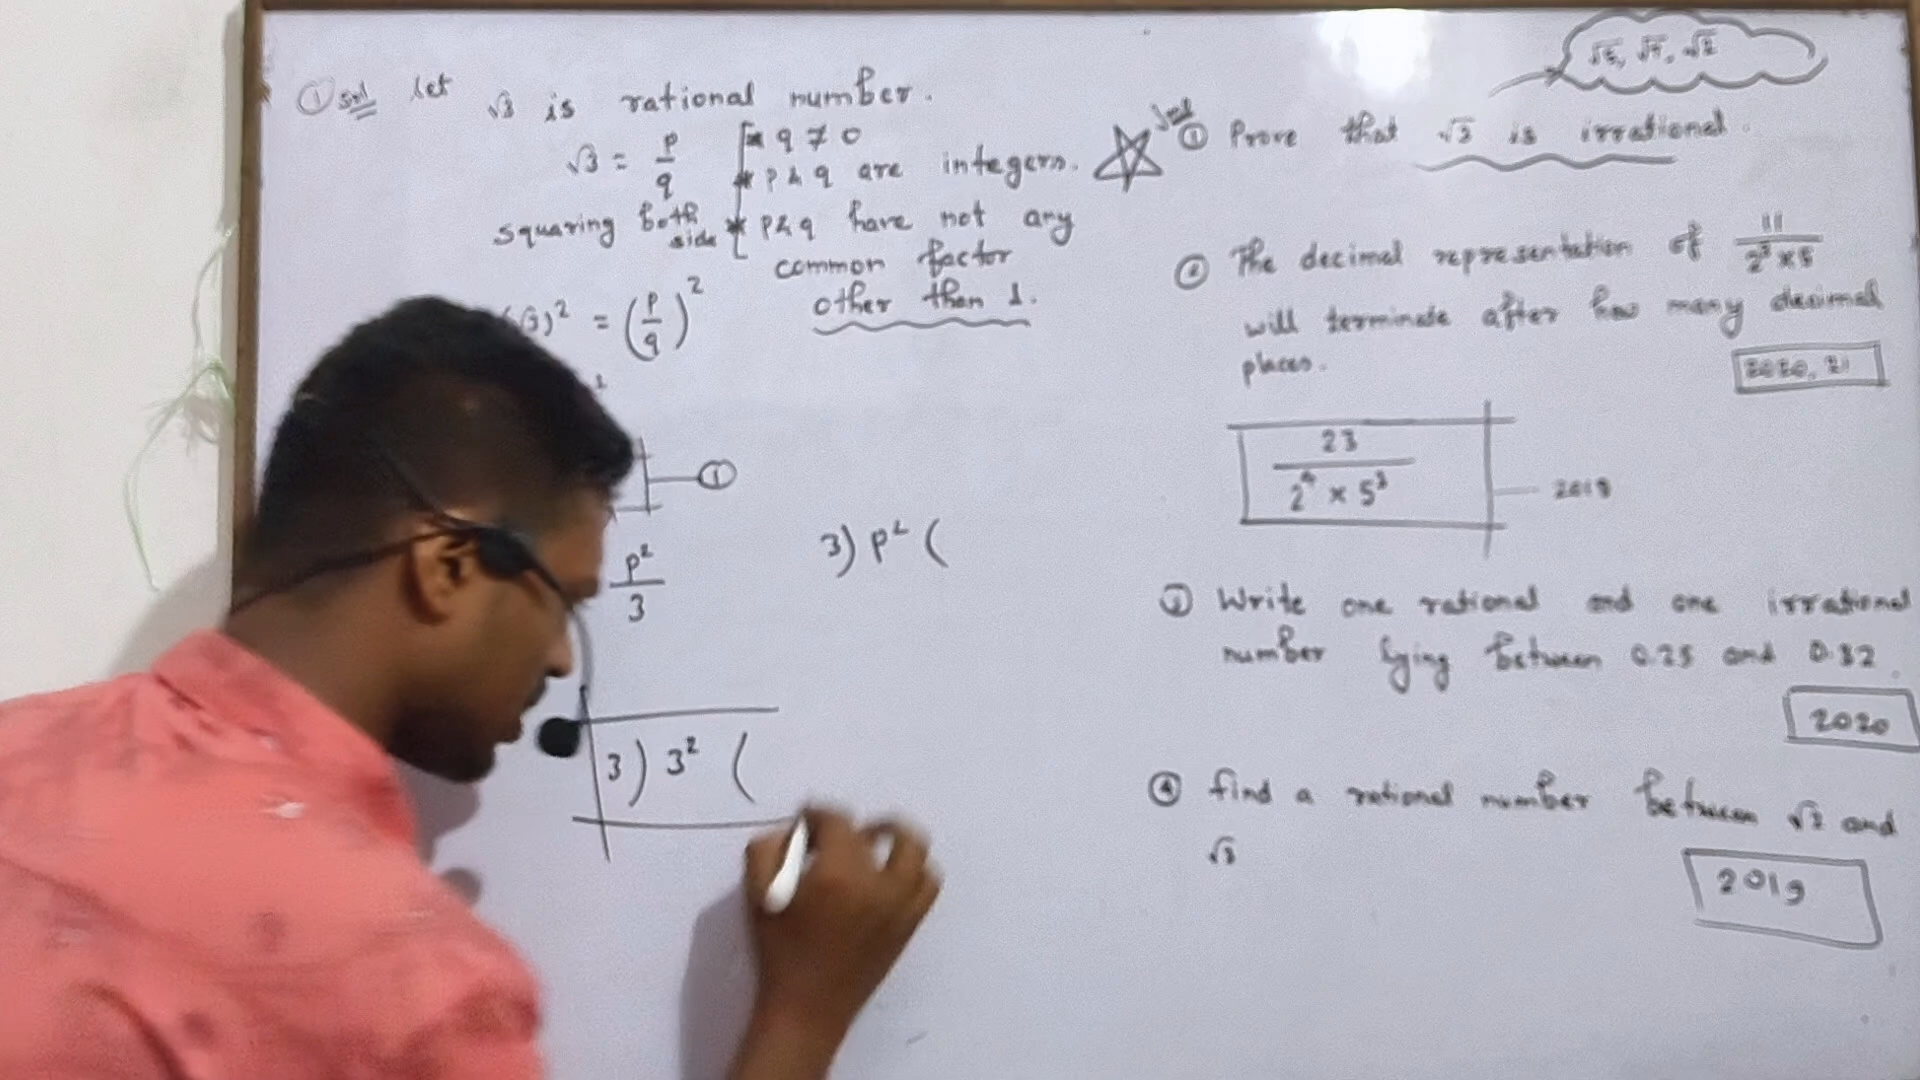 ① Sol Let √3 is rational number.
√3 = p/q
* q ≠ 0
* p & q are integers.
* p & q have not any
common factor
other than 1.
squaring both
side
)² = (p/q)²
①
p²/3
3) p² (
3) 3² (
√5, √7, √2
① Prove that √3 is irrational.
② The decimal representation of 111/(2³ × 5)
will terminate after how many decimal
places.
2020, 21
23/(2⁴ × 5³)
2018
③ Write one rational and one irrational
number lying between 0.25 and 0.32
2020
④ find a rational number between √2 and
√3
2019